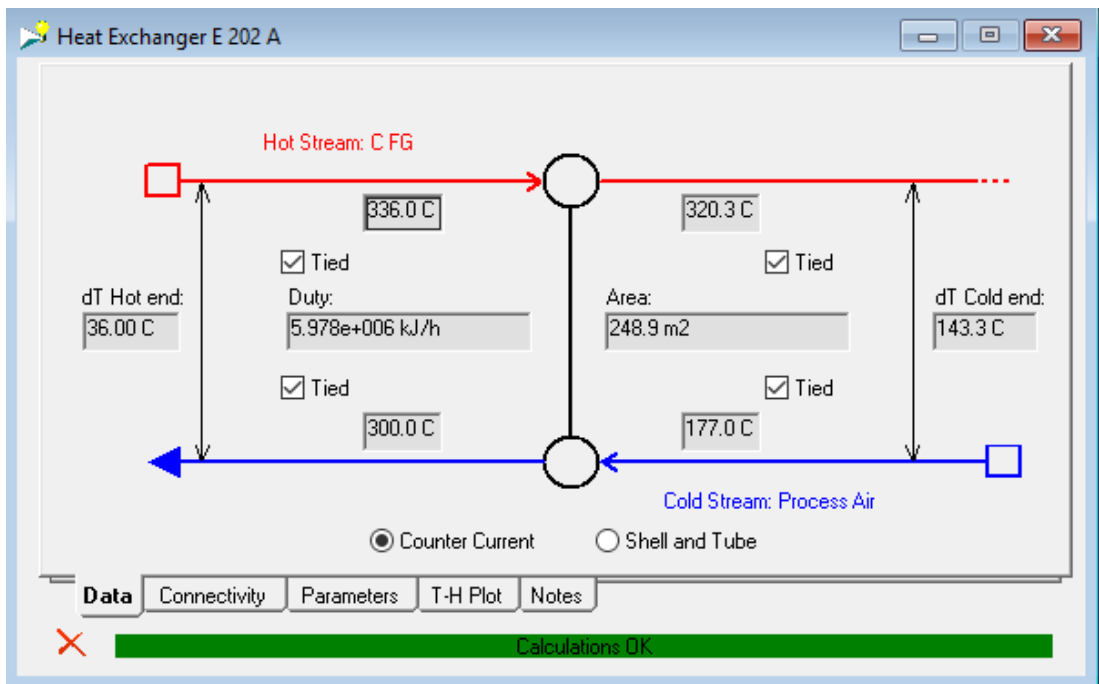 Heat Exchanger E 202 A
Hot Stream: C FG
336.0 C
320.3 C
Tied
Tied
dT Hot end:
Duty:
Area:
dT Cold end:
36.00 C
5.978e+006 kJ/h
248.9 m2
143.3 C
Tied
Tied
300.0 C
177.0 C
Cold Stream: Process Air
Counter Current
Shell and Tube
Data
Connectivity
Parameters
T-H Plot
Notes
Calculations OK